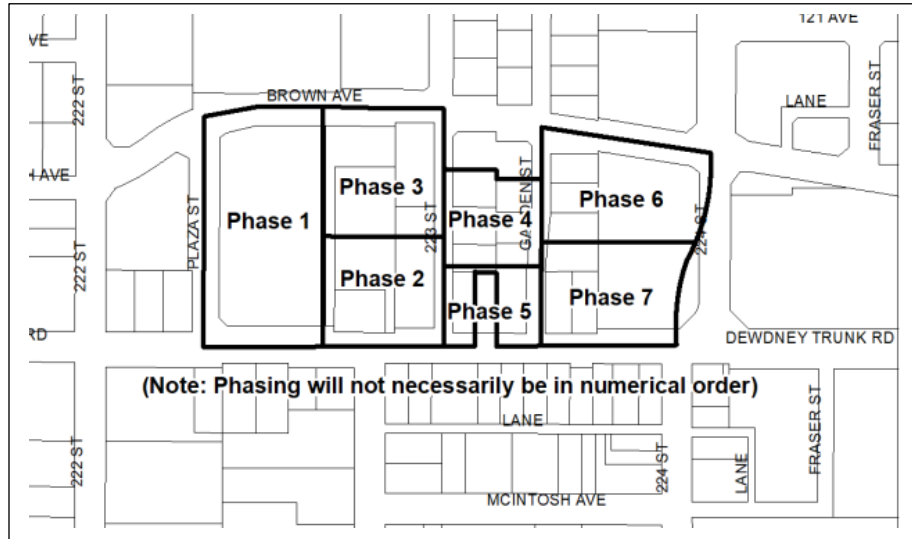 121 AVE
VE
222 ST
BROWN AVE
LANE
FRASER ST
AVE
PLAZA ST
Phase 1
Phase 3
223 ST
Phase 4
GARDEN ST
Phase 6
224 ST
222 ST
Phase 2
Phase 5
Phase 7
RD
DEWDNEY TRUNK RD
(Note: Phasing will not necessarily be in numerical order)
LANE
222 ST
224 ST
LANE
FRASER ST
MCINTOSH AVE